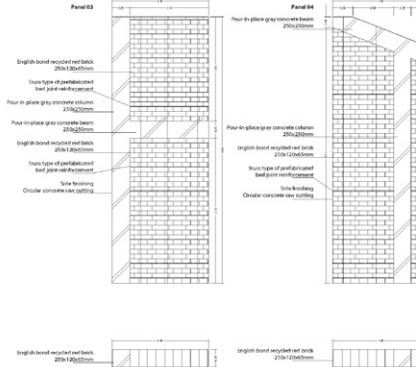 Panel 03
English bond recycled red brick
250x120x65mm
Truss type of prefabricated
bed joint reinforcement
Pour-in-place gray concrete column
250x250mm
Pour-in-place gray concrete beam
250x250mm
English bond recycled red brick
250x120x65mm
Truss type of prefabricated
bed joint reinforcement
Side finishing
Circular concrete saw cutting
English bond recycled red brick
250x120x65mm
Panel 04
Pour-in-place gray concrete beam
250x250mm
Pour-in-place gray concrete column
250x250mm
English bond recycled red brick
250x120x65mm
Truss type of prefabricated
bed joint reinforcement
Side finishing
Circular concrete saw cutting
English bond recycled red brick
250x120x65mm